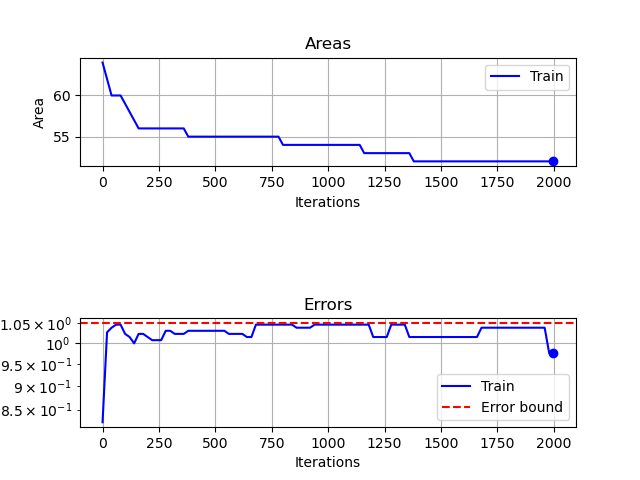 Areas
Area
60
55
Train
0 250 500 750 1000 1250 1500 1750 2000
Iterations
Errors
1.05 × 10⁰
10⁰
9.5 × 10⁻¹
9 × 10⁻¹
8.5 × 10⁻¹
Train
Error bound
0 250 500 750 1000 1250 1500 1750 2000
Iterations